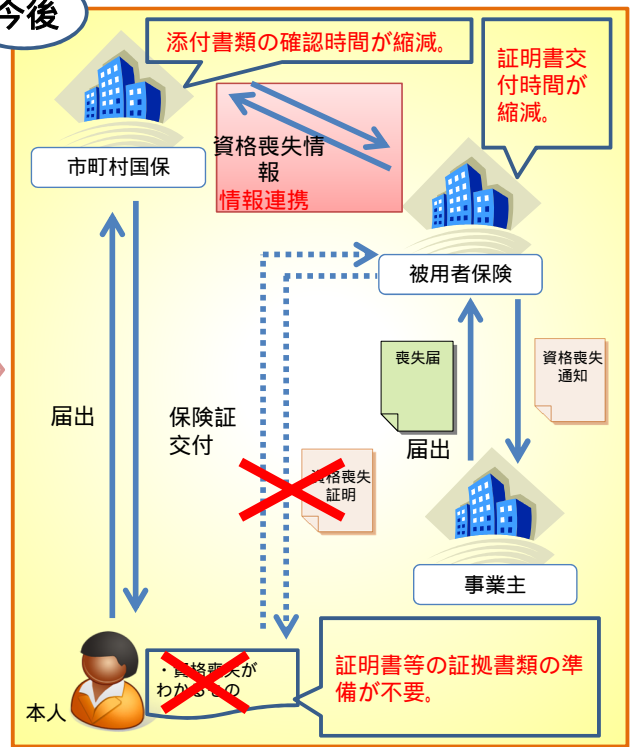 今後
添付書類の確認時間が縮減。
証明書交
付時間が
縮減。
市町村国保
資格喪失情
報
情報連携
被用者保険
喪失届
資格喪失
通知
届出
保険証
交付
届出
資格喪失
証明
事業主
・資格喪失が
わかるもの
証明書等の証拠書類の準
備が不要。
本人